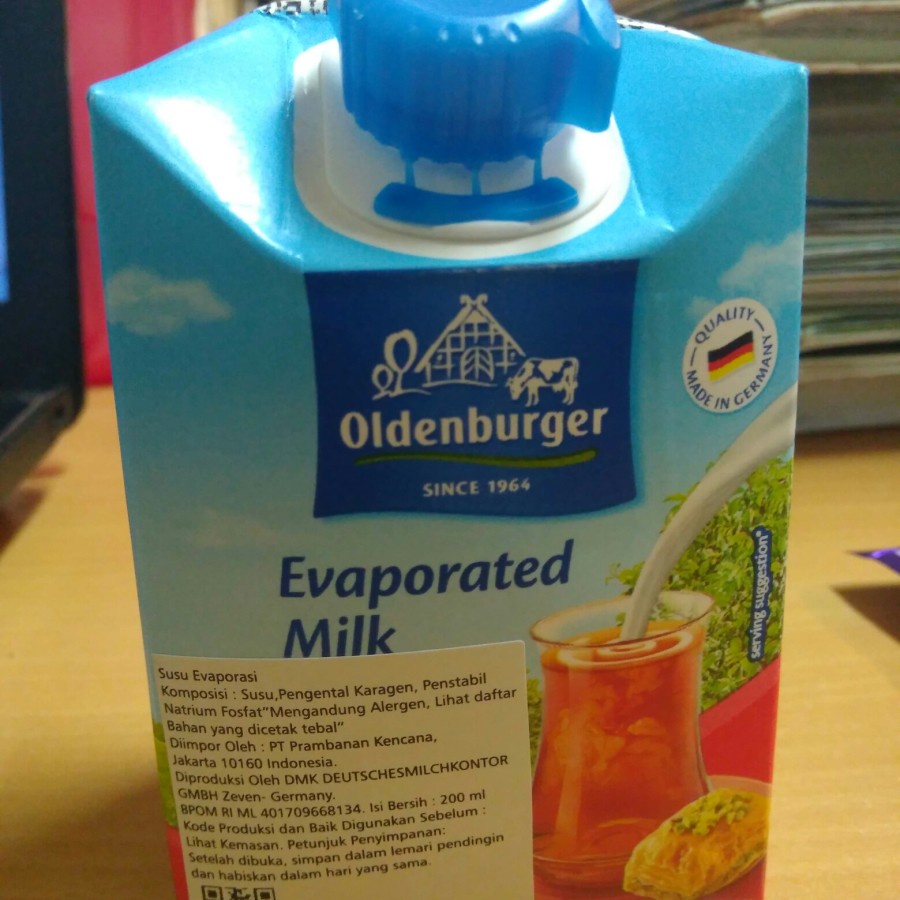 Oldenburger
SINCE 1964
QUALITY
MADE IN GERMANY
Evaporated
Milk
serving suggestion*
Susu Evaporasi
Komposisi : Susu,Pengental Karagen, Penstabil
Natrium Fosfat"Mengandung Alergen, Lihat daftar
Bahan yang dicetak tebal"
Diimpor Oleh : PT Prambanan Kencana,
Jakarta 10160 Indonesia.
Diproduksi Oleh DMK DEUTSCHESMILCHKONTOR
GMBH Zeven- Germany.
BPOM RI ML 401709668134. Isi Bersih : 200 ml
Kode Produksi dan Baik Digunakan Sebelum :
Lihat Kemasan. Petunjuk Penyimpanan:
Setelah dibuka, simpan dalam lemari pendingin
dan habiskan dalam hari yang sama.